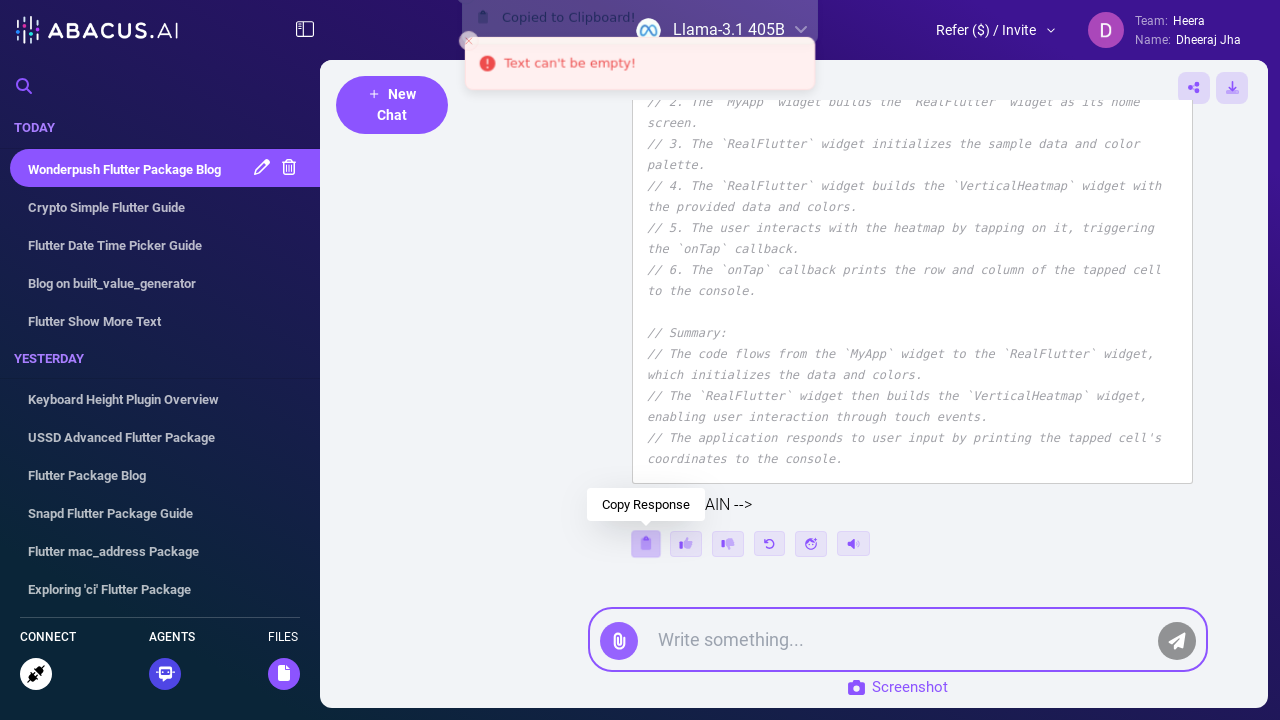 ABACUS.AI
Copied to Clipboard!
Llama-3.1 405B
Text can't be empty!
Refer ($) / Invite
D
Team: Heera
Name: Dheeraj Jha
TODAY
Wonderpush Flutter Package Blog
Crypto Simple Flutter Guide
Flutter Date Time Picker Guide
Blog on built_value_generator
Flutter Show More Text
YESTERDAY
Keyboard Height Plugin Overview
USSD Advanced Flutter Package
Flutter Package Blog
Snapd Flutter Package Guide
Flutter mac_address Package
Exploring 'ci' Flutter Package
CONNECT
AGENTS
FILES
+ New
Chat
// 2. The `MyApp` widget builds the `RealFlutter` widget as its home
screen.
// 3. The `RealFlutter` widget initializes the sample data and color
palette.
// 4. The `RealFlutter` widget builds the `VerticalHeatmap` widget with
the provided data and colors.
// 5. The user interacts with the heatmap by tapping on it, triggering
the `onTap` callback.
// 6. The `onTap` callback prints the row and column of the tapped cell
to the console.
// Summary:
// The code flows from the `MyApp` widget to the `RealFlutter` widget,
which initializes the data and colors.
// The `RealFlutter` widget then builds the `VerticalHeatmap` widget,
enabling user interaction through touch events.
// The application responds to user input by printing the tapped cell's
coordinates to the console.
Copy Response
AIN -->
Write something...
Screenshot